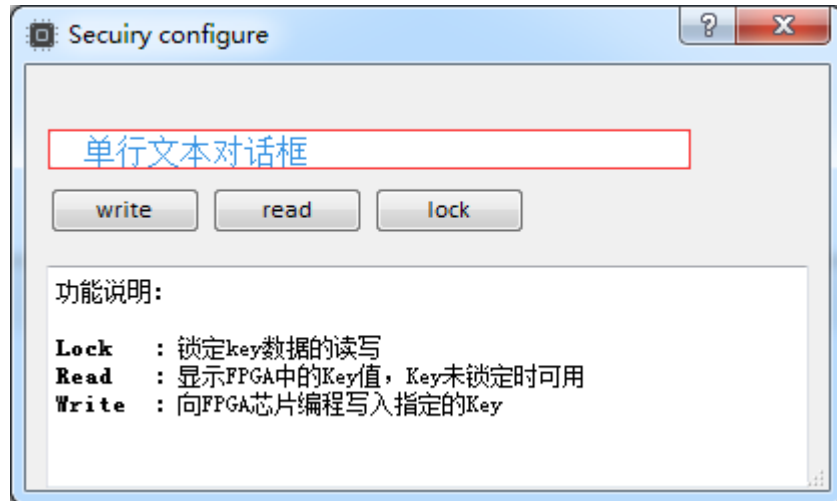 Secuiry configure
单行文本对话框
write read lock
功能说明:
Lock : 锁定key数据的读写
Read : 显示FPGA中的Key值，Key未锁定时可用
Write : 向FPGA芯片编程写入指定的Key